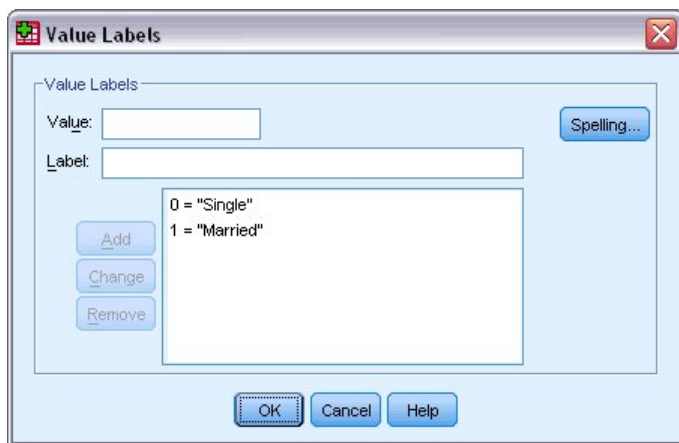 Value Labels
Value Labels
Value:
Spelling...
Label:
0 = "Single"
1 = "Married"
Add
Change
Remove
OK Cancel Help